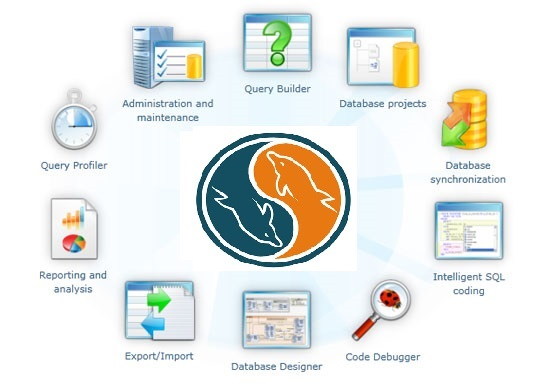 Query Builder
Administration and
maintenance
Database projects
Query Profiler
Database
synchronization
Reporting and
analysis
Intelligent SQL
coding
Export/Import
Database Designer
Code Debugger